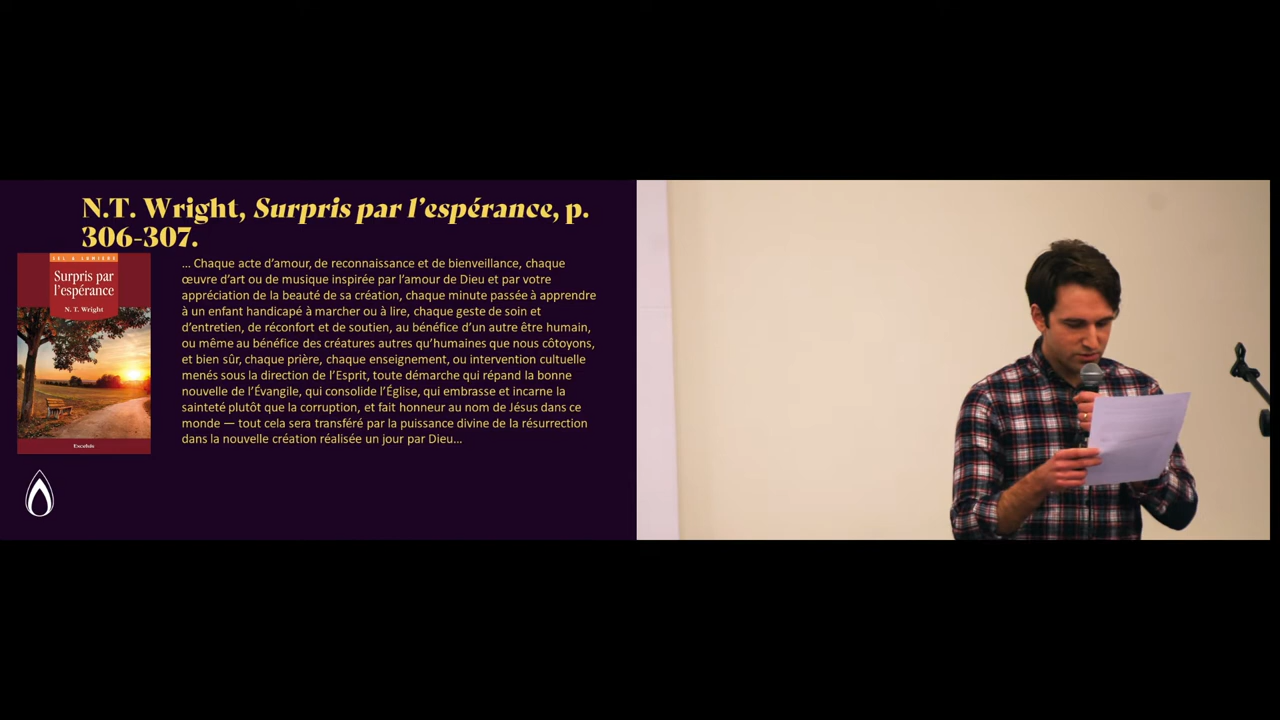 N.T. Wright, Surpris par l’espérance, p.
306-307.
SEL & LUMIÈRE
Surpris par
l’espérance
N. T. Wright
Excelsis
... Chaque acte d’amour, de reconnaissance et de bienveillance, chaque
œuvre d’art ou de musique inspirée par l’amour de Dieu et par votre
appréciation de la beauté de sa création, chaque minute passée à apprendre
à un enfant handicapé à marcher ou à lire, chaque geste de soin et
d’entretien, de réconfort et de soutien, au bénéfice d’un autre être humain,
ou même au bénéfice des créatures autres qu’humaines que nous côtoyons,
et bien sûr, chaque prière, chaque enseignement, ou intervention cultuelle
menés sous la direction de l’Esprit, toute démarche qui répand la bonne
nouvelle de l’Évangile, qui consolide l’Église, qui embrasse et incarne la
sainteté plutôt que la corruption, et fait honneur au nom de Jésus dans ce
monde — tout cela sera transféré par la puissance divine de la résurrection
dans la nouvelle création réalisée un jour par Dieu...